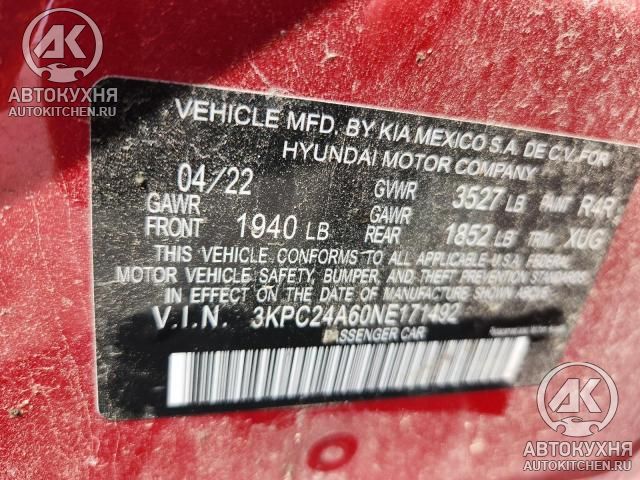 АК
АВТОКУХНЯ
AUTOKITCHEN.RU
VEHICLE MFD. BY KIA MEXICO S.A. DE C.V. FOR
HYUNDAI MOTOR COMPANY
04/22 GVWR 3527 LB PAINT R4R
GAWR FRONT 1940 LB GAWR REAR 1852 LB TRIM XUG
THIS VEHICLE CONFORMS TO ALL APPLICABLE U.S.A. FEDERAL
MOTOR VEHICLE SAFETY, BUMPER, AND THEFT PREVENTION STANDARDS
IN EFFECT ON THE DATE OF MANUFACTURE SHOWN ABOVE.
V.I.N. 3KPC24A60NE171492
PASSENGER CAR
АК
АВТОКУХНЯ
AUTOKITCHEN.RU